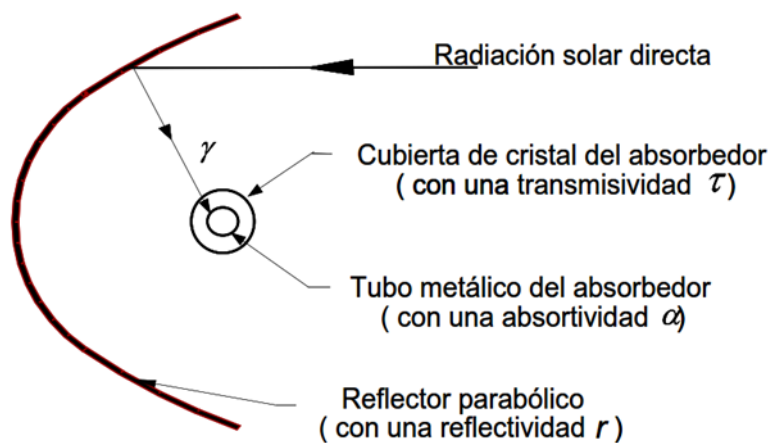 Radiación solar directa
γ
Cubierta de cristal del absorbedor
( con una transmisividad τ)
Tubo metálico del absorbedor
( con una absortividad α)
Reflector parabólico
( con una reflectividad r)